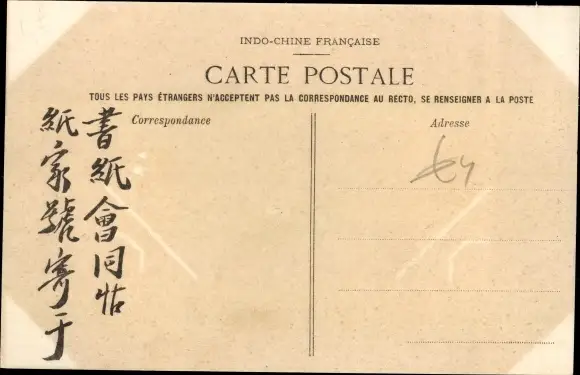 INDO-CHINE FRANÇAISE
CARTE POSTALE
TOUS LES PAYS ÉTRANGERS N'ACCEPTENT PAS LA CORRESPONDANCE AU RECTO, SE RENSEIGNER A LA POSTE
Correspondance
Adresse
書紙會同帖
紙家號寄于